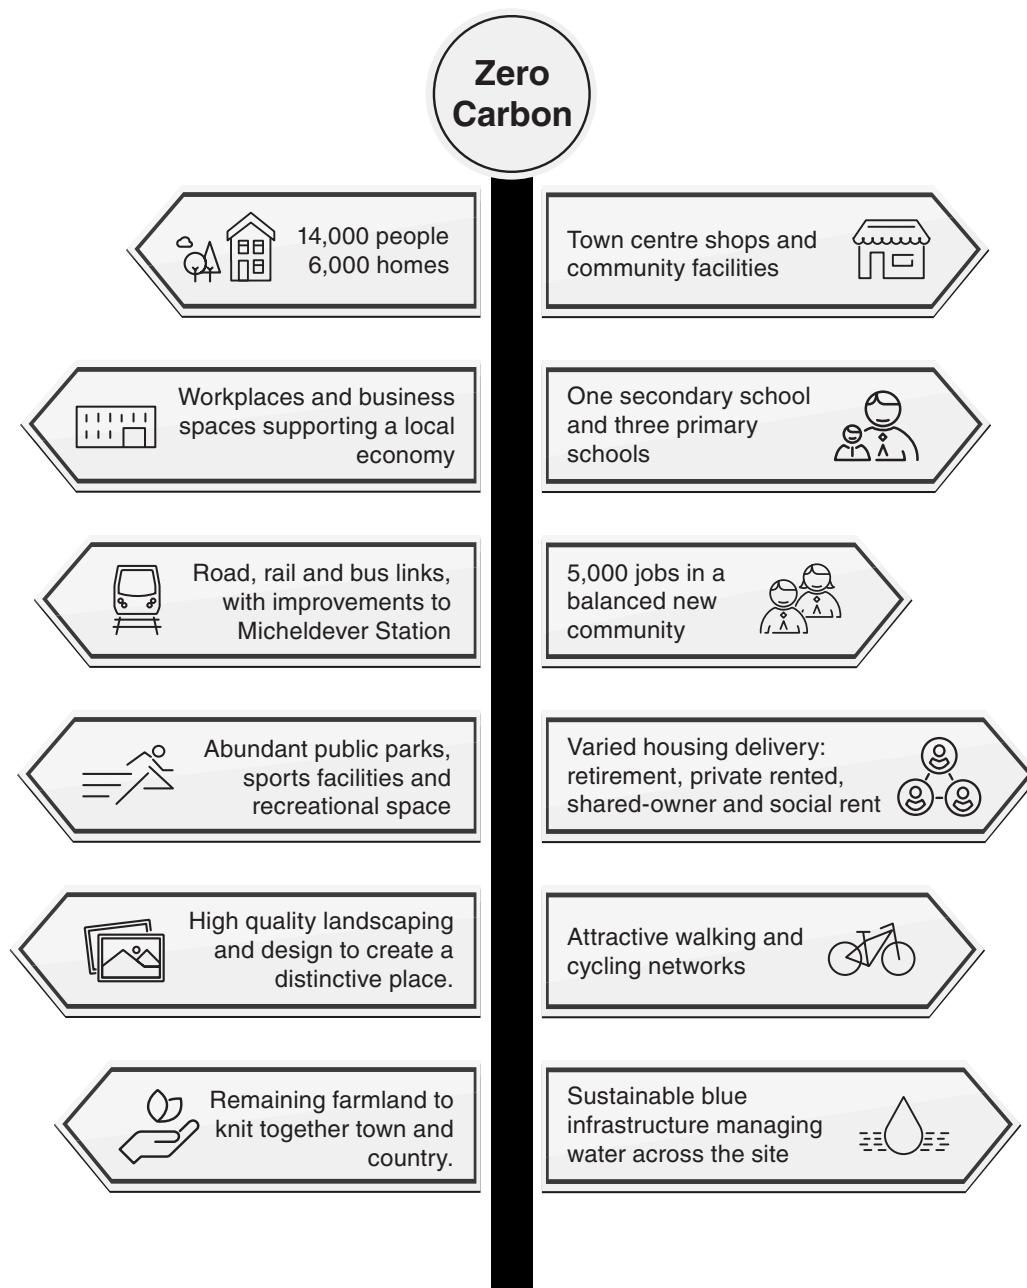 Zero
Carbon
14,000 people
6,000 homes
Town centre shops and
community facilities
Workplaces and business
spaces supporting a local
economy
One secondary school
and three primary
schools
Road, rail and bus links,
with improvements to
Micheldever Station
5,000 jobs in a
balanced new
community
Abundant public parks,
sports facilities and
recreational space
Varied housing delivery:
retirement, private rented,
shared-owner and social rent
High quality landscaping
and design to create a
distinctive place.
Attractive walking and
cycling networks
Remaining farmland to
knit together town and
country.
Sustainable blue
infrastructure managing
water across the site